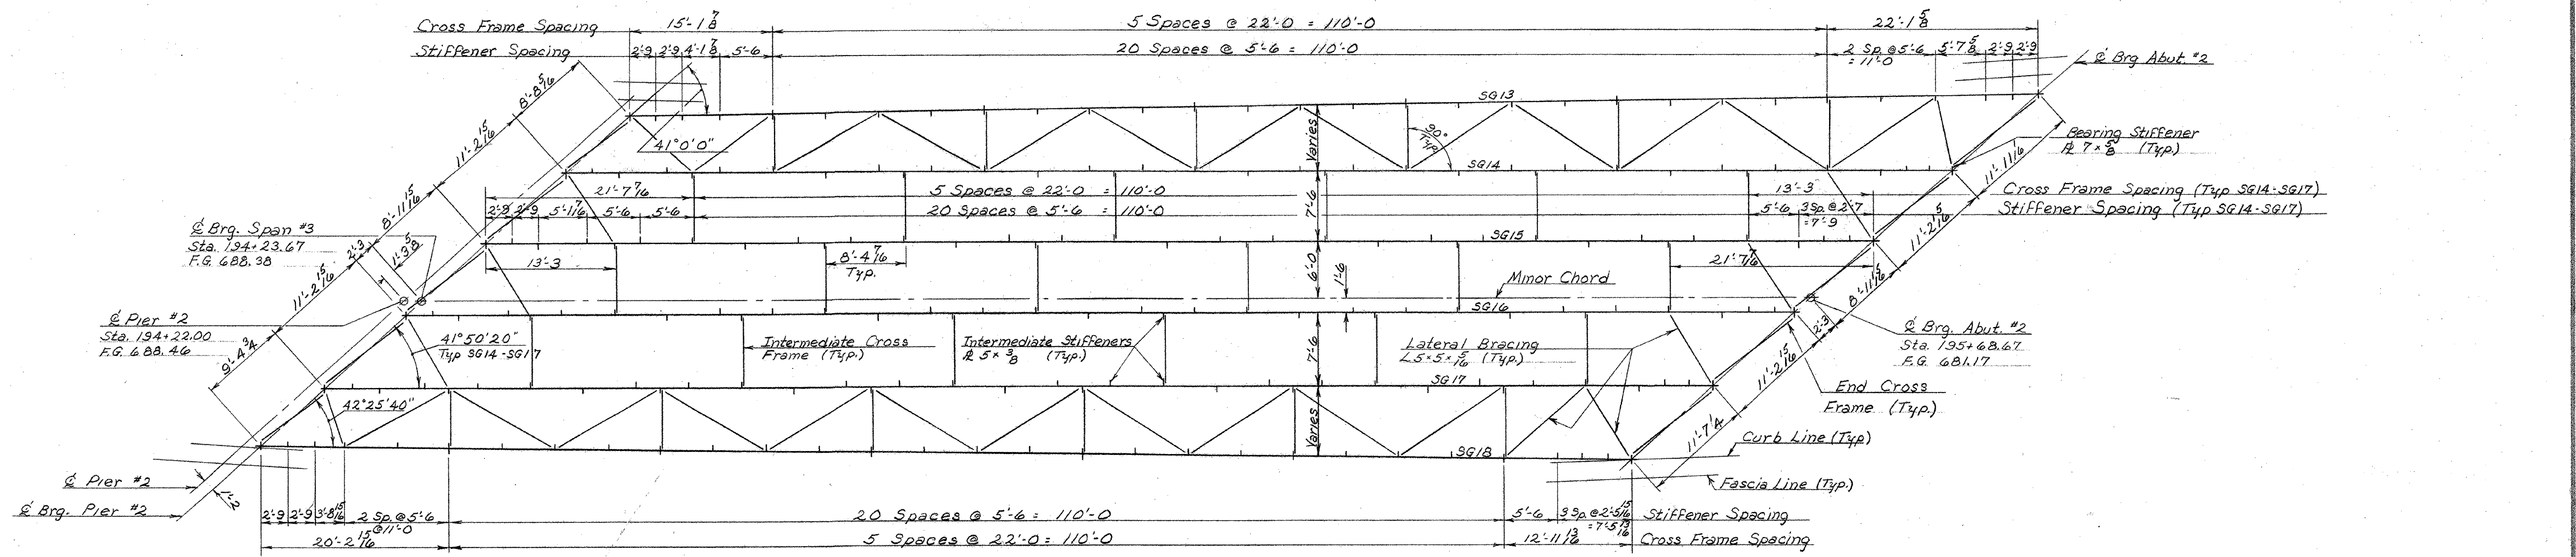 Cross Frame Spacing 15'-1 7/8 5 Spaces @ 22'-0 = 110'-0 22'-1 5/8
Stiffener Spacing 2'-9 2'-9 4'-1 7/8 5'-6 20 Spaces @ 5'-6 = 110'-0 2 Sp.@5'-6 5'-7 5/8 2'-9 2'-9
= 11'-0
℄ Brg Abut. #2
8'-8 5/16
SG13
11'-2 15/16
41°0'0"
Varies
90°
Typ.
Bearing Stiffener
℄ 7 × 5/8 (Typ.)
SG14
11'-11 1/16
21'-7 7/16 5 Spaces @ 22'-0 = 110'-0 13'-3 Cross Frame Spacing (Typ SG14-SG17)
2'-9 2'-9 5'-1 7/16 5'-6 5'-6 20 Spaces @ 5'-6 = 110'-0 7'-6 5'-6 3 Sp.@2'-7 Stiffener Spacing (Typ SG14-SG17)
= 7'-9
8'-11 15/16
℄ Brg. Span #3
Sta. 194+23.67
F.G. 688.38
2'-3
1'-3 5/8
SG15
11'-2 15/16
13'-3
8'-4 7/16
Typ.
6'-0
1'-6
21'-7 7/16
11'-2 15/16
Minor Chord
8'-11 15/16
SG16
℄ Pier #2
Sta. 194+22.00
F.G. 688.46
2'-3
℄ Brg. Abut. #2
Sta. 195+68.67
F.G. 681.17
41°50'20"
Typ SG14-SG17
Intermediate Cross
Frame (Typ.)
Intermediate Stiffeners
℄ 5 × 3/8 (Typ.)
7'-6
Lateral Bracing
∠5×5×5/16 (Typ.)
9'-4 3/4
SG17
11'-2 15/16
End Cross
Frame (Typ.)
42°25'40"
Varies
11'-7 1/4
Curb Line (Typ)
SG18
℄ Pier #2
Fascia Line (Typ.)
1'-2
℄ Brg. Pier #2
2'-9 2'-9 3'-8 15/16 2 Sp.@5'-6 20 Spaces @ 5'-6 = 110'-0 5'-6 3 Sp.@2'-5 15/16 Stiffener Spacing
@11'-0 = 7'-5 13/16
20'-2 15/16 5 Spaces @ 22'-0 = 110'-0 12'-11 13/16 Cross Frame Spacing